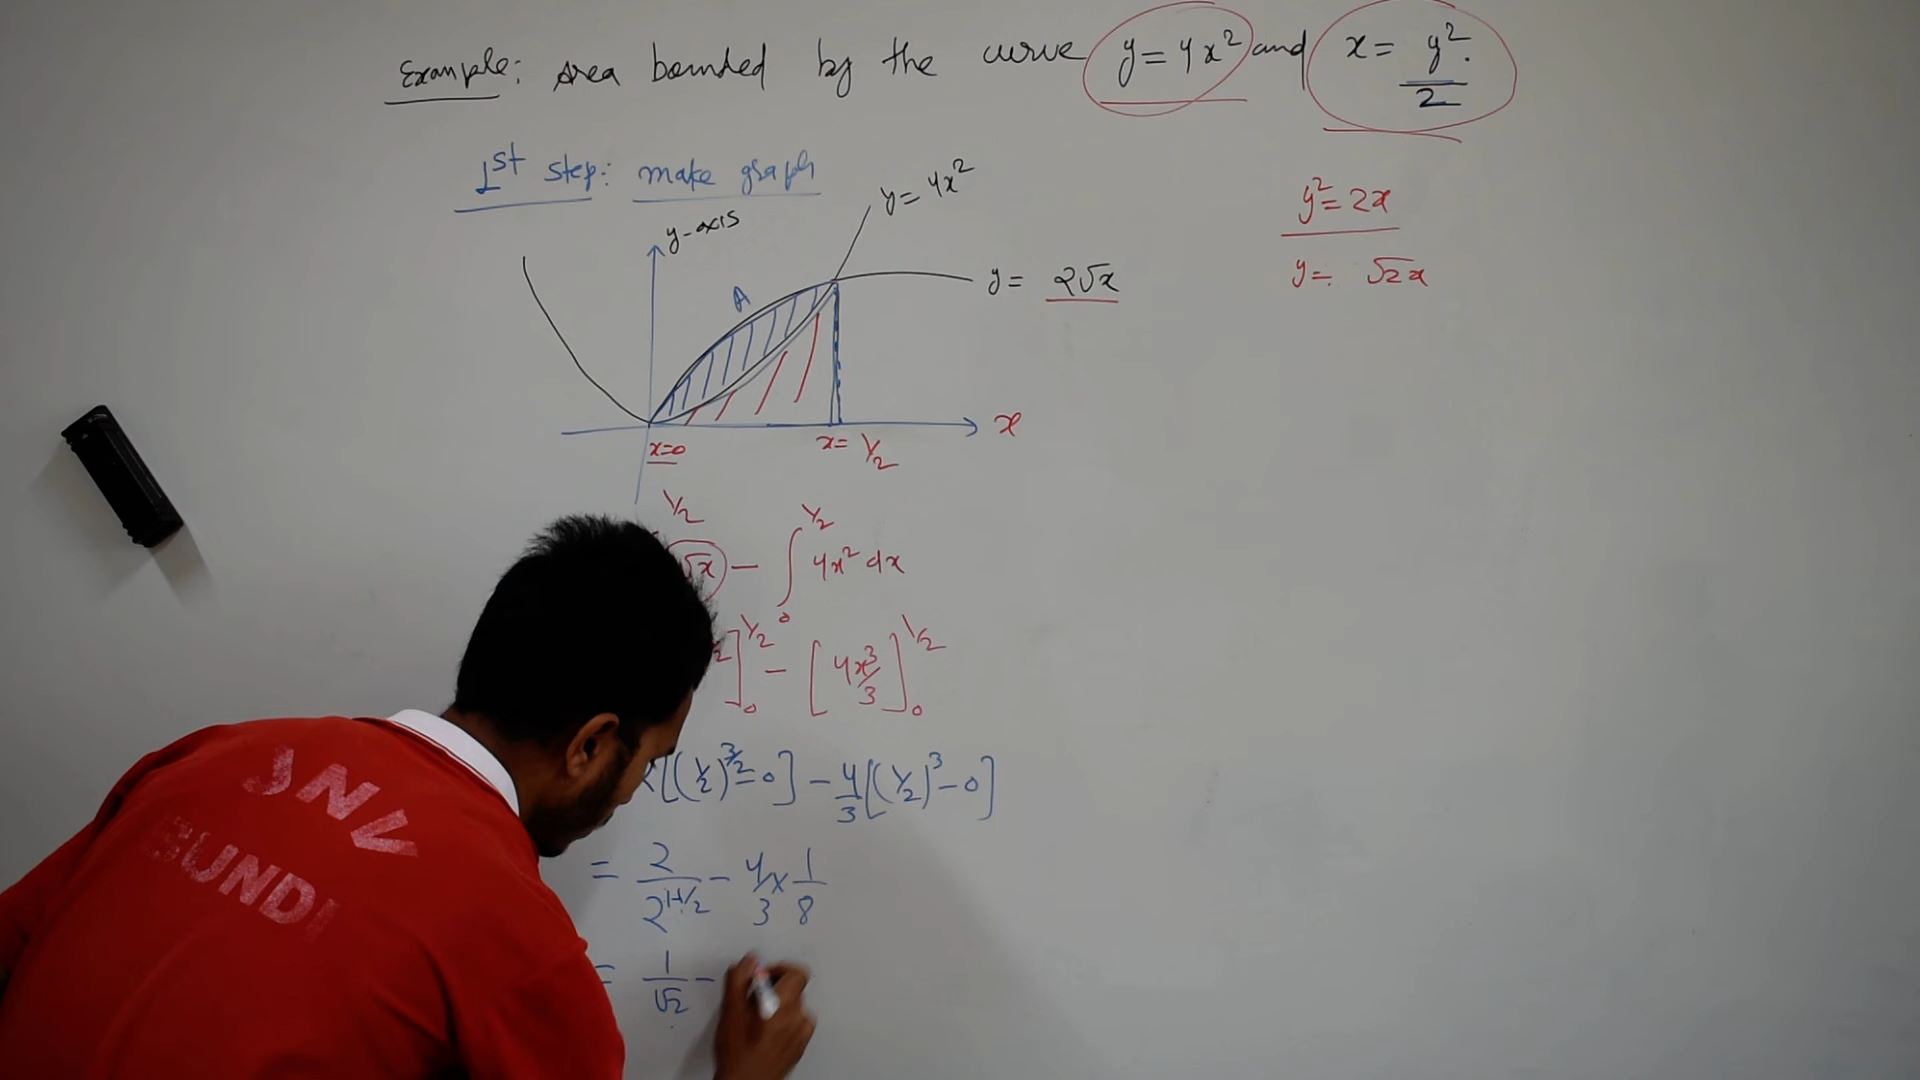 Example: Area bounded by the curve y = 4x² and x = y²/2
1st step: make graph
y = 4x²
y-axis
y² = 2x
y = 2√x
y = √2x
A
x
x=0
x= 1/2
1/2 1/2
√x − ∫ 4x² dx
0
]₀^1/2 − [4x³/3]₀^1/2
[(1/2)^3/2 − 0] − 4/3[(1/2)³ − 0]
= 2/2^1+1/2 − 4/3 × 1/8
= 1/√2 −
JNV
BUNDI